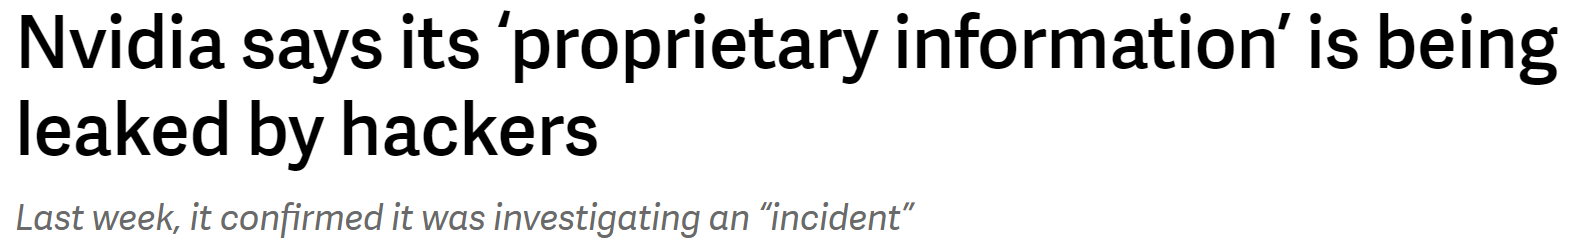 Nvidia says its ‘proprietary information’ is being
leaked by hackers
Last week, it confirmed it was investigating an “incident”